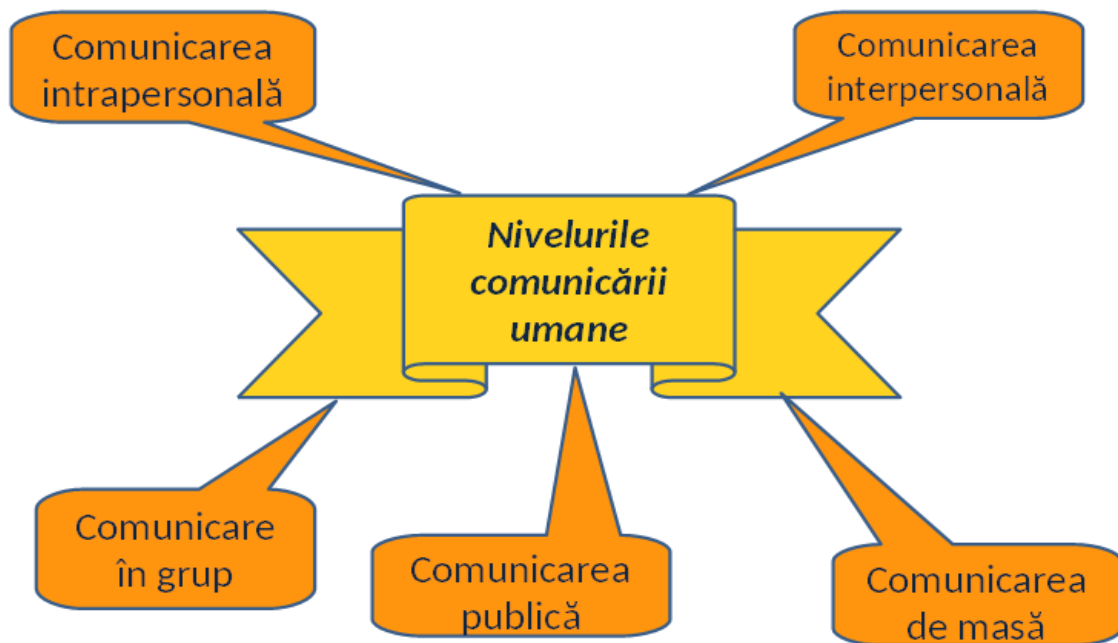 Comunicarea
intrapersonală
Comunicarea
interpersonală
Nivelurile
comunicării
umane
Comunicare
în grup
Comunicarea
publică
Comunicarea
de masă